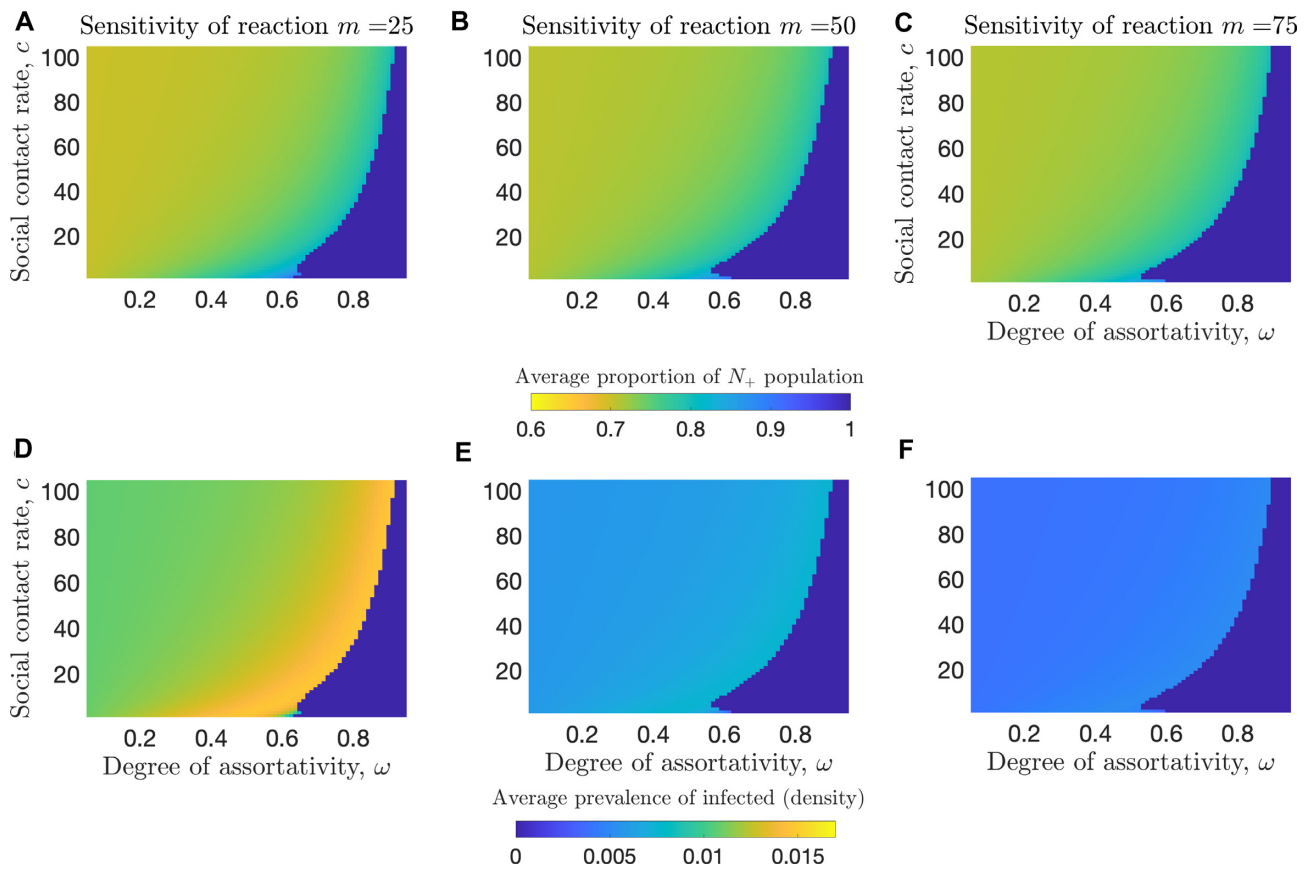 A
Sensitivity of reaction m =25
B
Sensitivity of reaction m =50
C
Sensitivity of reaction m =75
Social contact rate, c
100
80
60
40
20
0.2 0.4 0.6 0.8
100
80
60
40
20
0.2 0.4 0.6 0.8
Social contact rate, c
100
80
60
40
20
0.2 0.4 0.6 0.8
Degree of assortativity, ω
Average proportion of N₊ population
0.6 0.7 0.8 0.9 1
D
Social contact rate, c
100
80
60
40
20
0.2 0.4 0.6 0.8
Degree of assortativity, ω
E
100
80
60
40
20
0.2 0.4 0.6 0.8
Degree of assortativity, ω
F
100
80
60
40
20
0.2 0.4 0.6 0.8
Degree of assortativity, ω
Average prevalence of infected (density)
0 0.005 0.01 0.015